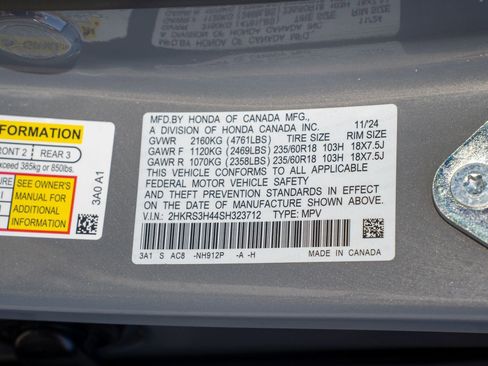 MFD.BY HONDA OF CANADA MFG., 11/24
A DIVISION OF HONDA CANADA INC.
GVWR 2160KG (4761LBS) TIRE SIZE RIM SIZE
GAWR F 1120KG (2469LBS) 235/60R18 103H 18X7.5J
GAWR R 1070KG (2358LBS) 235/60R18 103H 18X7.5J
THIS VEHICLE CONFORMS TO ALL APPLICABLE
FEDERAL MOTOR VEHICLE SAFETY
AND THEFT PREVENTION STANDARDS IN EFFECT
ON THE DATE OF MANUFACTURE SHOWN ABOVE.
V.I.N.: 2HKRS3H44SH323712 TYPE: MPV
3A1 S AC8 -NH912P -A -H MADE IN CANADA
FRONT 2 REAR 3
exceed 385kg or 850lbs.
SEE OWNER'S
MANUAL FOR
ADDITIONAL
INFORMATION
3A0 A1